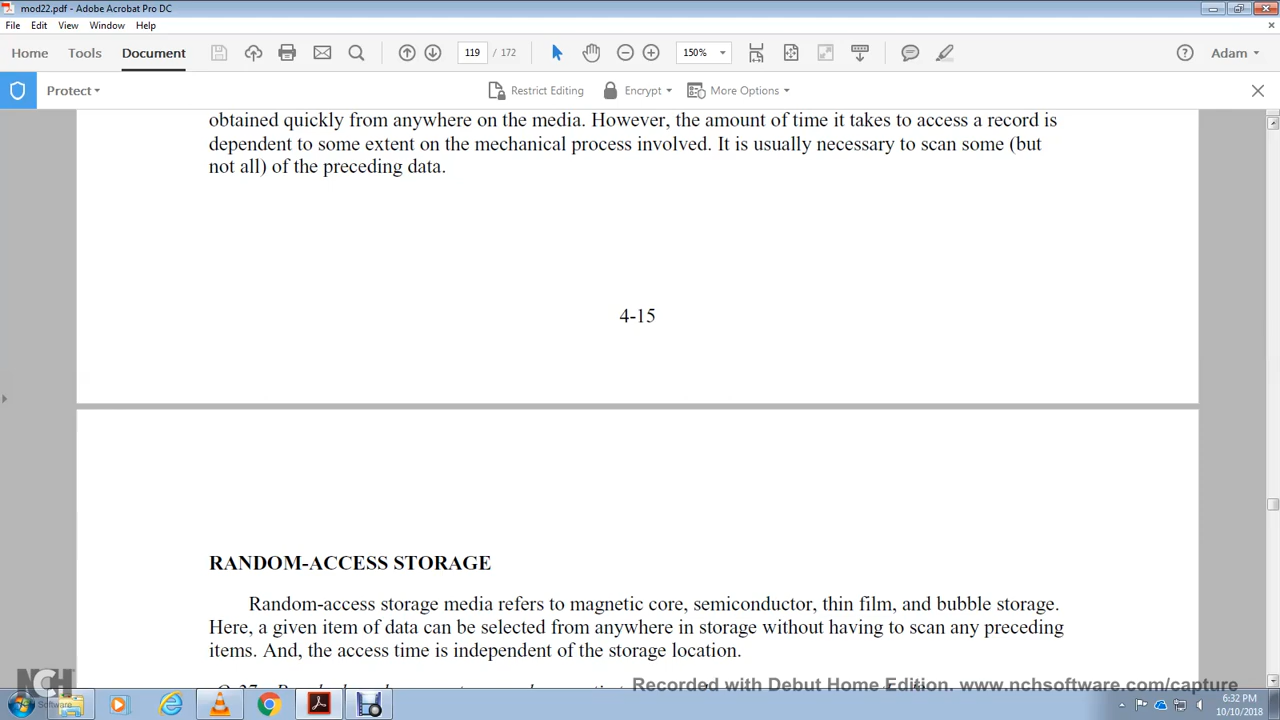 mod22.pdf - Adobe Acrobat Pro DC
File Edit View Window Help
Home Tools Document 119 / 172 150% Adam
Protect Restrict Editing Encrypt More Options
obtained quickly from anywhere on the media. However, the amount of time it takes to access a record is
dependent to some extent on the mechanical process involved. It is usually necessary to scan some (but
not all) of the preceding data.
4-15
RANDOM-ACCESS STORAGE
Random-access storage media refers to magnetic core, semiconductor, thin film, and bubble storage.
Here, a given item of data can be selected from anywhere in storage without having to scan any preceding
items. And, the access time is independent of the storage location.
Recorded with Debut Home Edition. www.nchsoftware.com/capture
NCH
Software
6:32 PM
10/10/2018